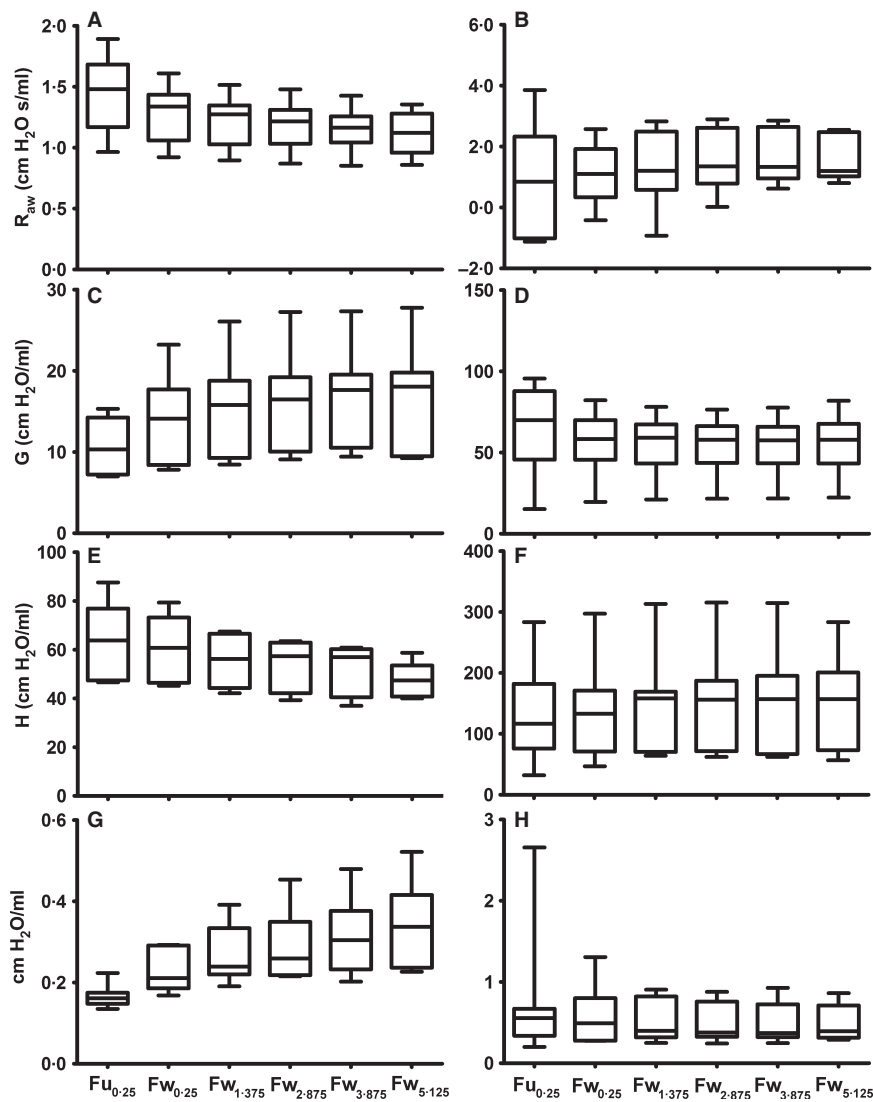 A
B
2·0
1·5
1·0
0·5
0·0
Raw (cm H2O s/ml)
6·0
4·0
2·0
0·0
–2·0
C
D
30
20
10
0
G (cm H2O/ml)
150
100
50
0
E
F
100
80
60
40
20
0
H (cm H2O/ml)
400
300
200
100
0
G
H
0·6
0·4
0·2
0·0
cm H2O/ml
3
2
1
0
Fu0·25 Fw0·25 Fw1·375 Fw2·875 Fw3·875 Fw5·125
Fu0·25 Fw0·25 Fw1·375 Fw2·875 Fw3·875 Fw5·125